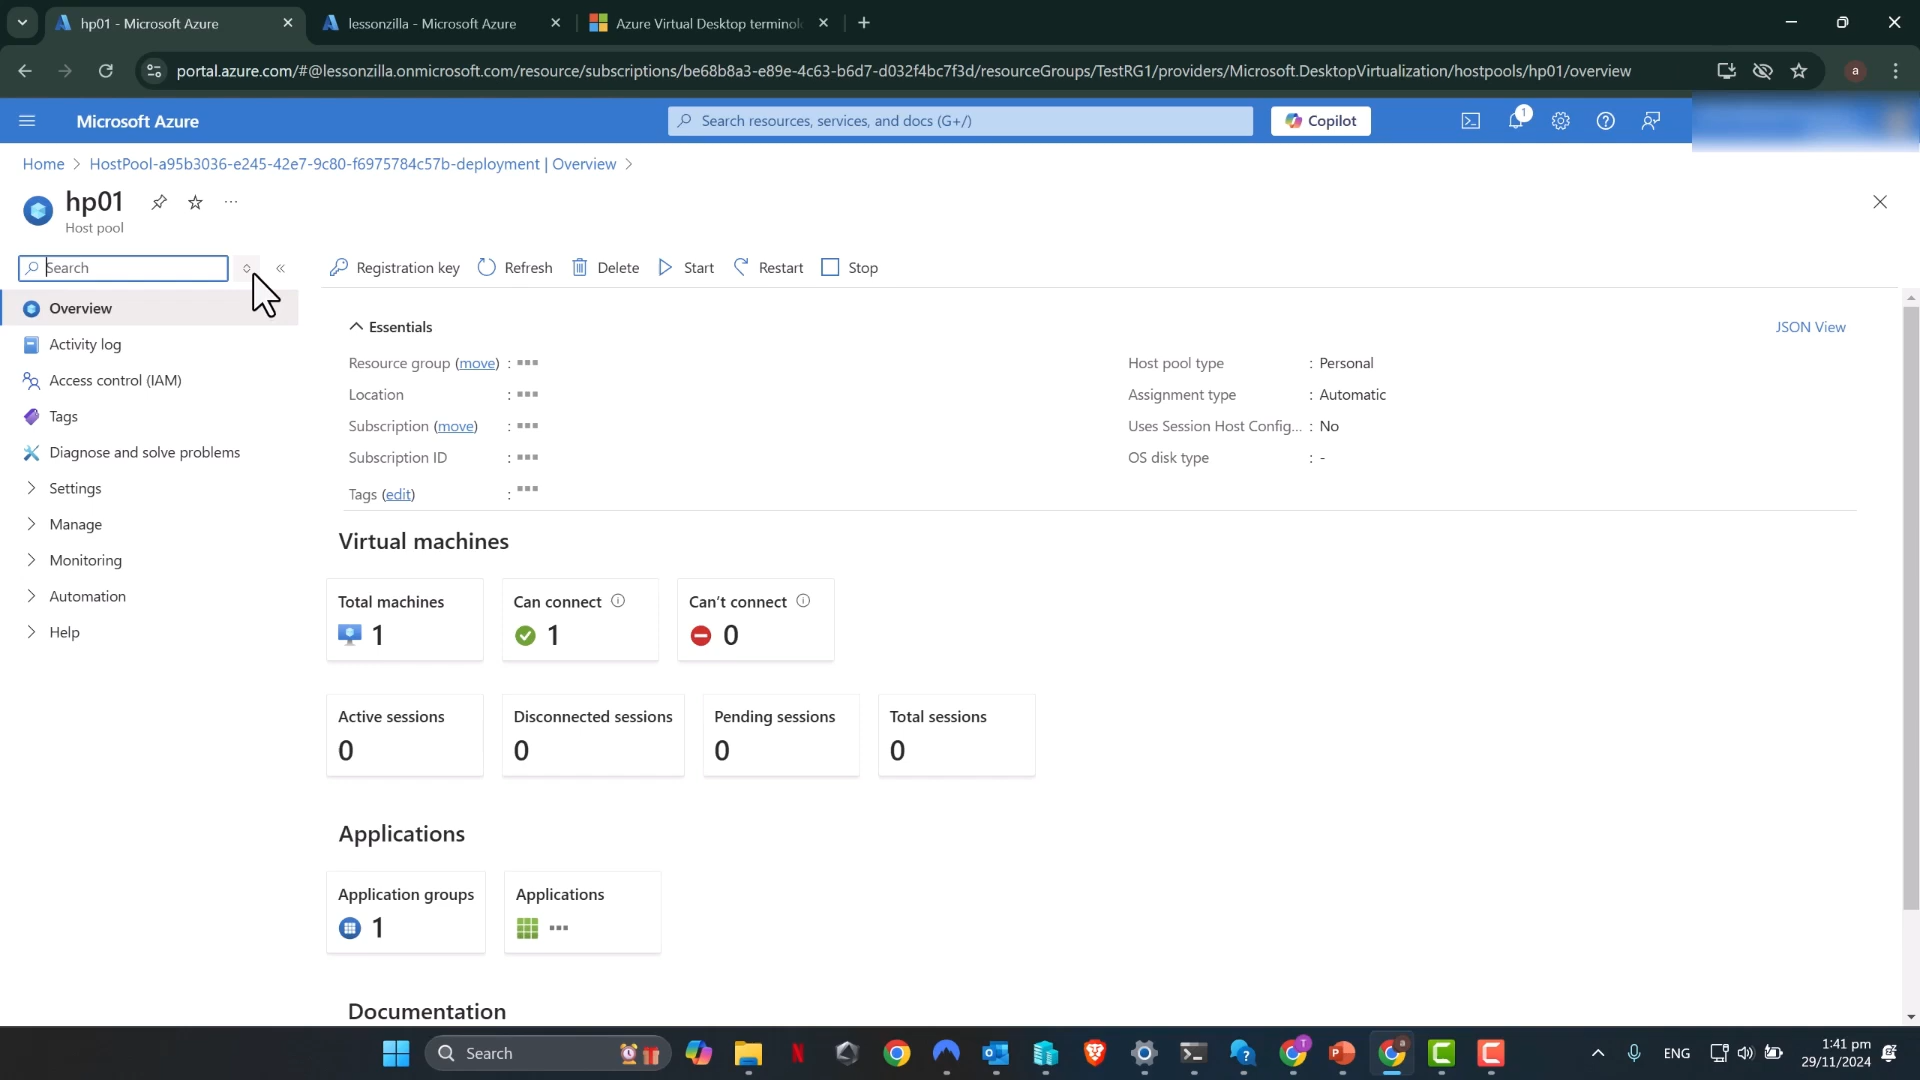 hp01 - Microsoft Azure
lessonzilla - Microsoft Azure
Azure Virtual Desktop terminol
portal.azure.com/#@lessonzilla.onmicrosoft.com/resource/subscriptions/be68b8a3-e89e-4c63-b6d7-d032f4bc7f3d/resourceGroups/TestRG1/providers/Microsoft.DesktopVirtualization/hostpools/hp01/overview
a
Microsoft Azure
Search resources, services, and docs (G+/)
Copilot
1
Home > HostPool-a95b3036-e245-42e7-9c80-f6975784c57b-deployment | Overview >
hp01
Host pool
Search
Registration key
Refresh
Delete
Start
Restart
Stop
Overview
Activity log
Access control (IAM)
Tags
Diagnose and solve problems
Settings
Manage
Monitoring
Automation
Help
Essentials
JSON View
Resource group (move) :
Location :
Subscription (move) :
Subscription ID :
Tags (edit) :
Host pool type : Personal
Assignment type : Automatic
Uses Session Host Config... : No
OS disk type : -
Virtual machines
Total machines
1
Can connect
1
Can't connect
0
Active sessions
0
Disconnected sessions
0
Pending sessions
0
Total sessions
0
Applications
Application groups
1
Applications
Documentation
Search
ENG
1:41 pm
29/11/2024